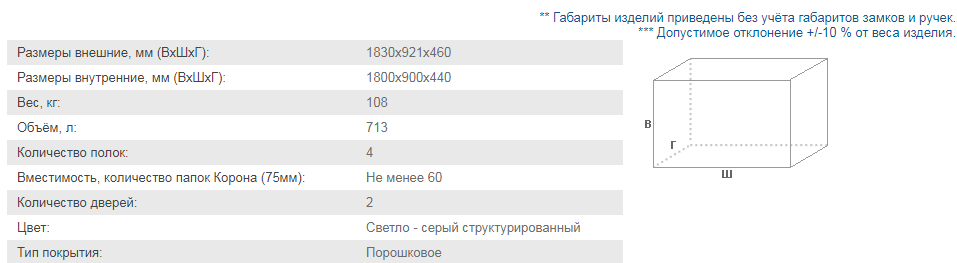 ** Габариты изделий приведены без учёта габаритов замков и ручек.
*** Допустимое отклонение +/-10 % от веса изделия.
Размеры внешние, мм (ВхШхГ): 1830x921x460
Размеры внутренние, мм (ВхШхГ): 1800x900x440
Вес, кг: 108
Объём, л: 713
Количество полок: 4
Вместимость, количество папок Корона (75мм): Не менее 60
Количество дверей: 2
Цвет: Светло - серый структурированный
Тип покрытия: Порошковое
В
Г
Ш